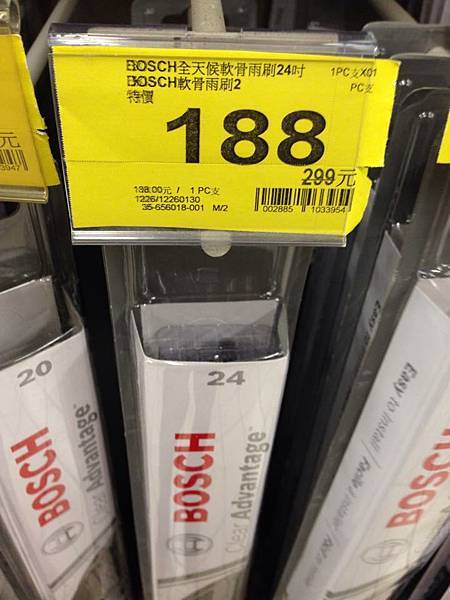 BOSCH全天候軟骨雨刷24吋
1PC支X01
BOSCH軟骨雨刷2
PC支
特價
188
299元
188.00元 / 1 PC支
1226/12260130
35-656018-001 M/2
002885 1033954
元
3947
20
BOSCH
Clear Advantage
24
BOSCH
Clear Advantage™
Easy to Install
BOSCH